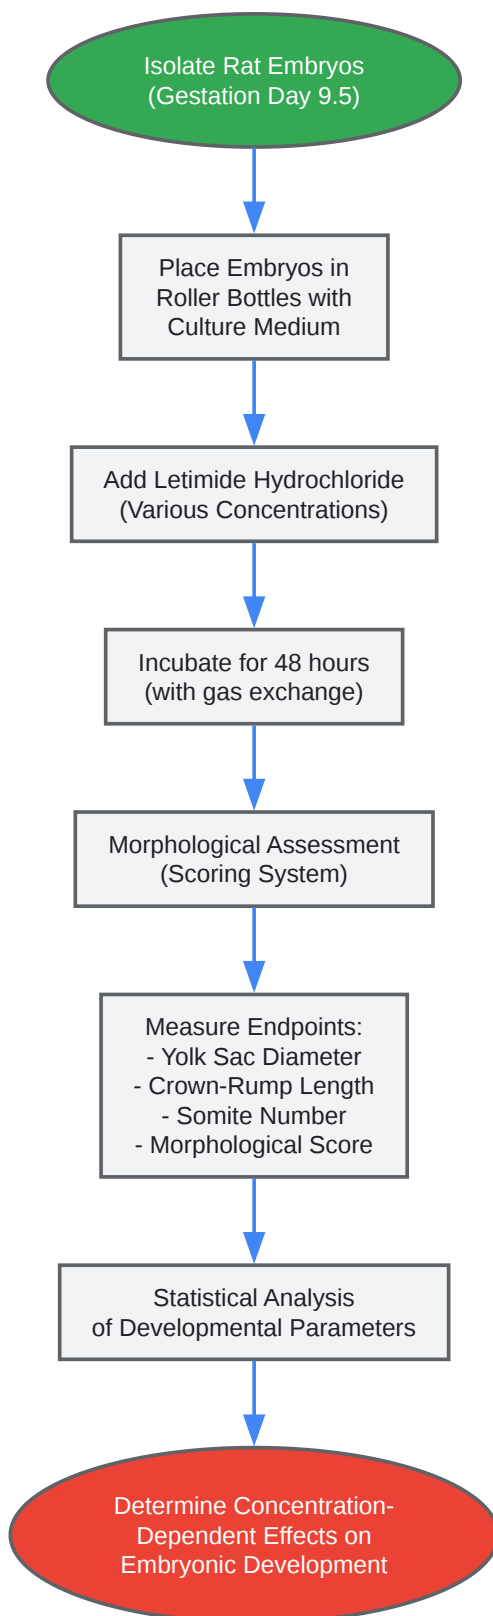 Isolate Rat Embryos
(Gestation Day 9.5)
Place Embryos in
Roller Bottles with
Culture Medium
Add Letimide Hydrochloride
(Various Concentrations)
Incubate for 48 hours
(with gas exchange)
Morphological Assessment
(Scoring System)
Measure Endpoints:
- Yolk Sac Diameter
- Crown-Rump Length
- Somite Number
- Morphological Score
Statistical Analysis
of Developmental Parameters
Determine Concentration-
Dependent Effects on
Embryonic Development